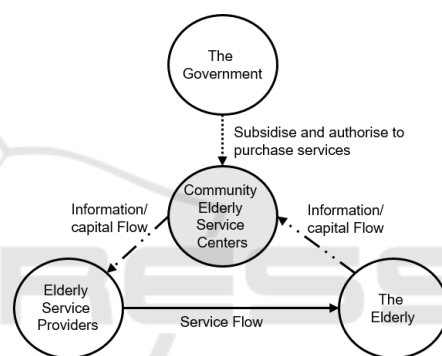 The
Government
Subsidise and authorise to
purchase services
Community
Elderly
Service
Centers
Information/
capital Flow
Information/
capital Flow
Elderly
Service
Providers
Service Flow
The
Elderly